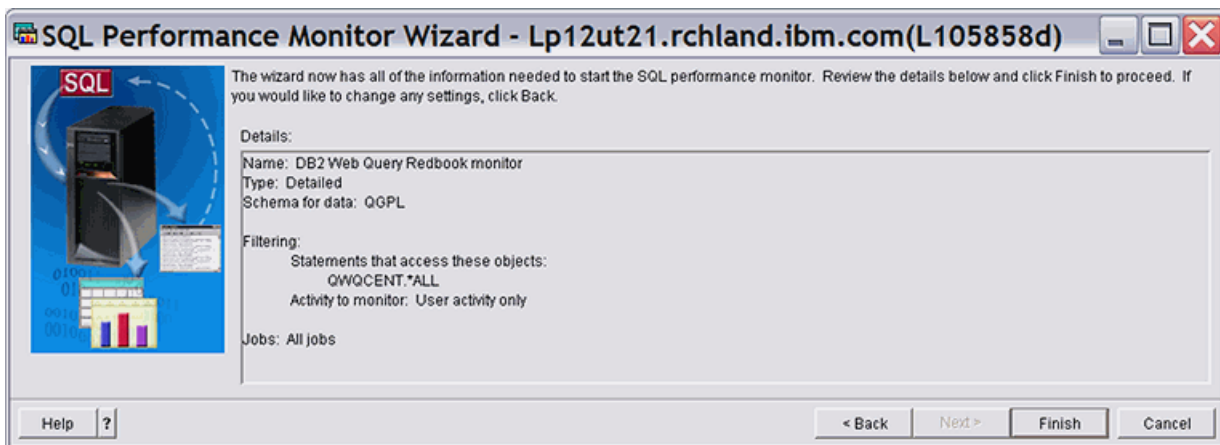 SQL Performance Monitor Wizard - Lp12ut21.rchland.ibm.com(L105858d)
SQL
The wizard now has all of the information needed to start the SQL performance monitor. Review the details below and click Finish to proceed. If
you would like to change any settings, click Back.
Details:
Name: DB2 Web Query Redbook monitor
Type: Detailed
Schema for data: QGPL
Filtering:
Statements that access these objects:
QWQCENT.*ALL
Activity to monitor: User activity only
Jobs: All jobs
Help
?
< Back
Next >
Finish
Cancel